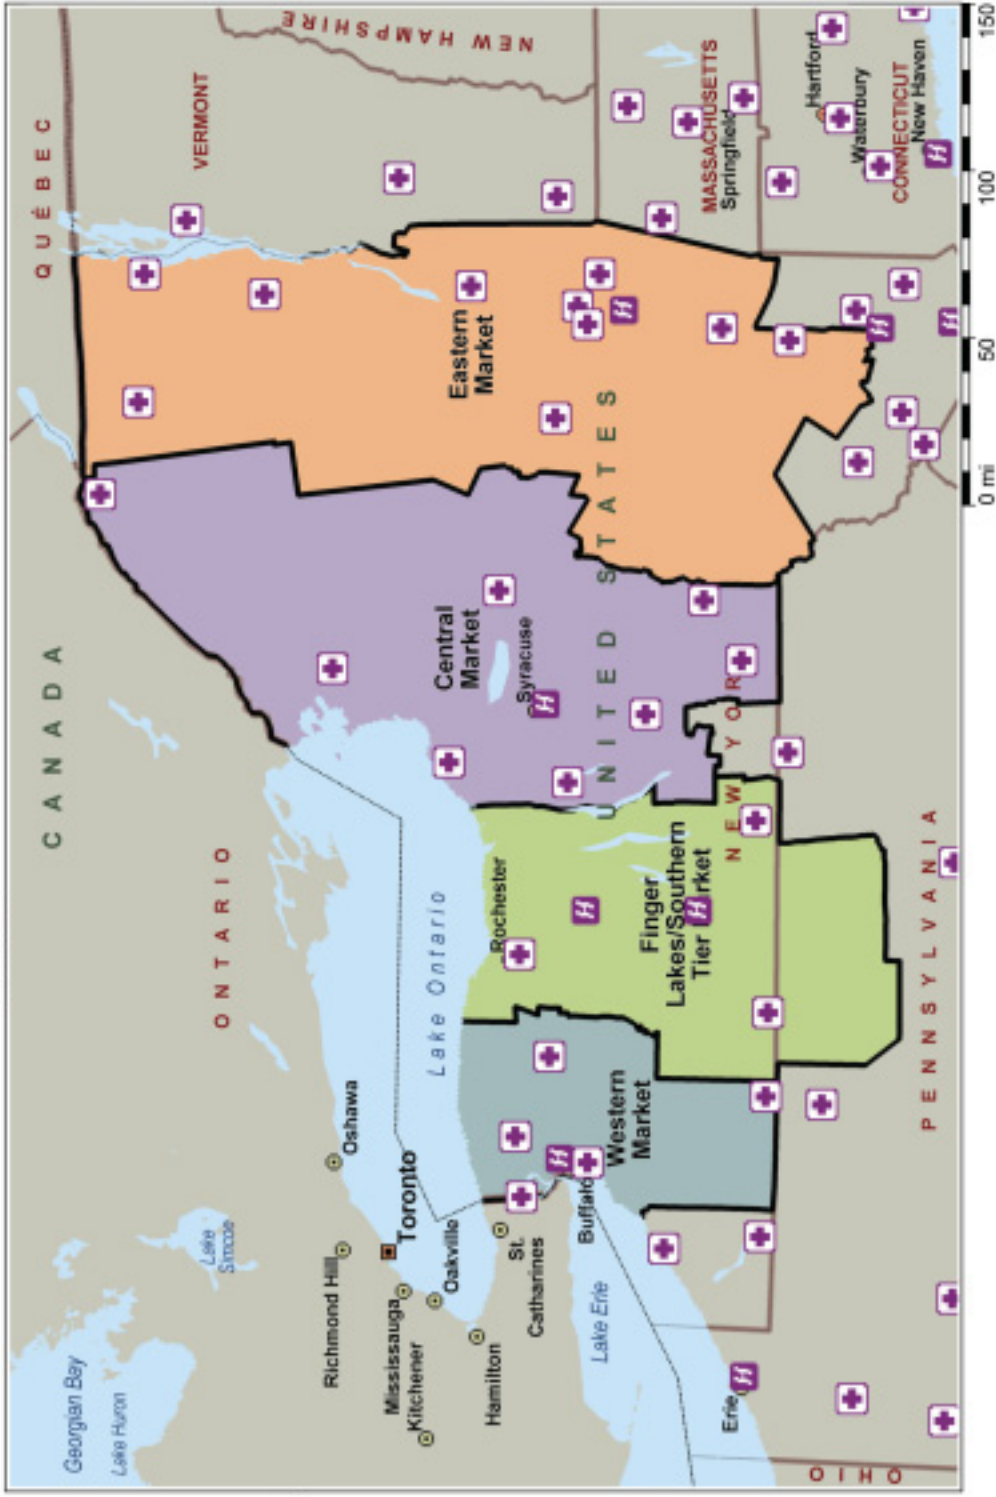 QUÉBEC
CANADA
ONTARIO
VERMONT
NEW HAMPSHIRE
Georgian Bay
Lake Huron
Lake
Simcoe
Richmond Hill
Oshawa
Toronto
Mississauga
Kitchener
Oakville
Hamilton
St.
Catharines
Lake Ontario
Lake Erie
Buffalo
Erie
Rochester
Syracuse
Western
Market
Finger
Lakes/Southern
Tier Market
Central
Market
Eastern
Market
UNITED STATES
NEW YOR
MASSACHUSETTS
Springfield
Hartford
Waterbury
CONNECTICUT
New Haven
PENNSYLVANIA
OHIO
H
H
H
H
H
H
H
H
H
0 mi 50 100 150